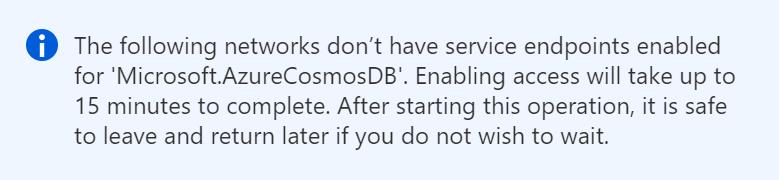 The following networks don’t have service endpoints enabled
for 'Microsoft.AzureCosmosDB'. Enabling access will take up to
15 minutes to complete. After starting this operation, it is safe
to leave and return later if you do not wish to wait.